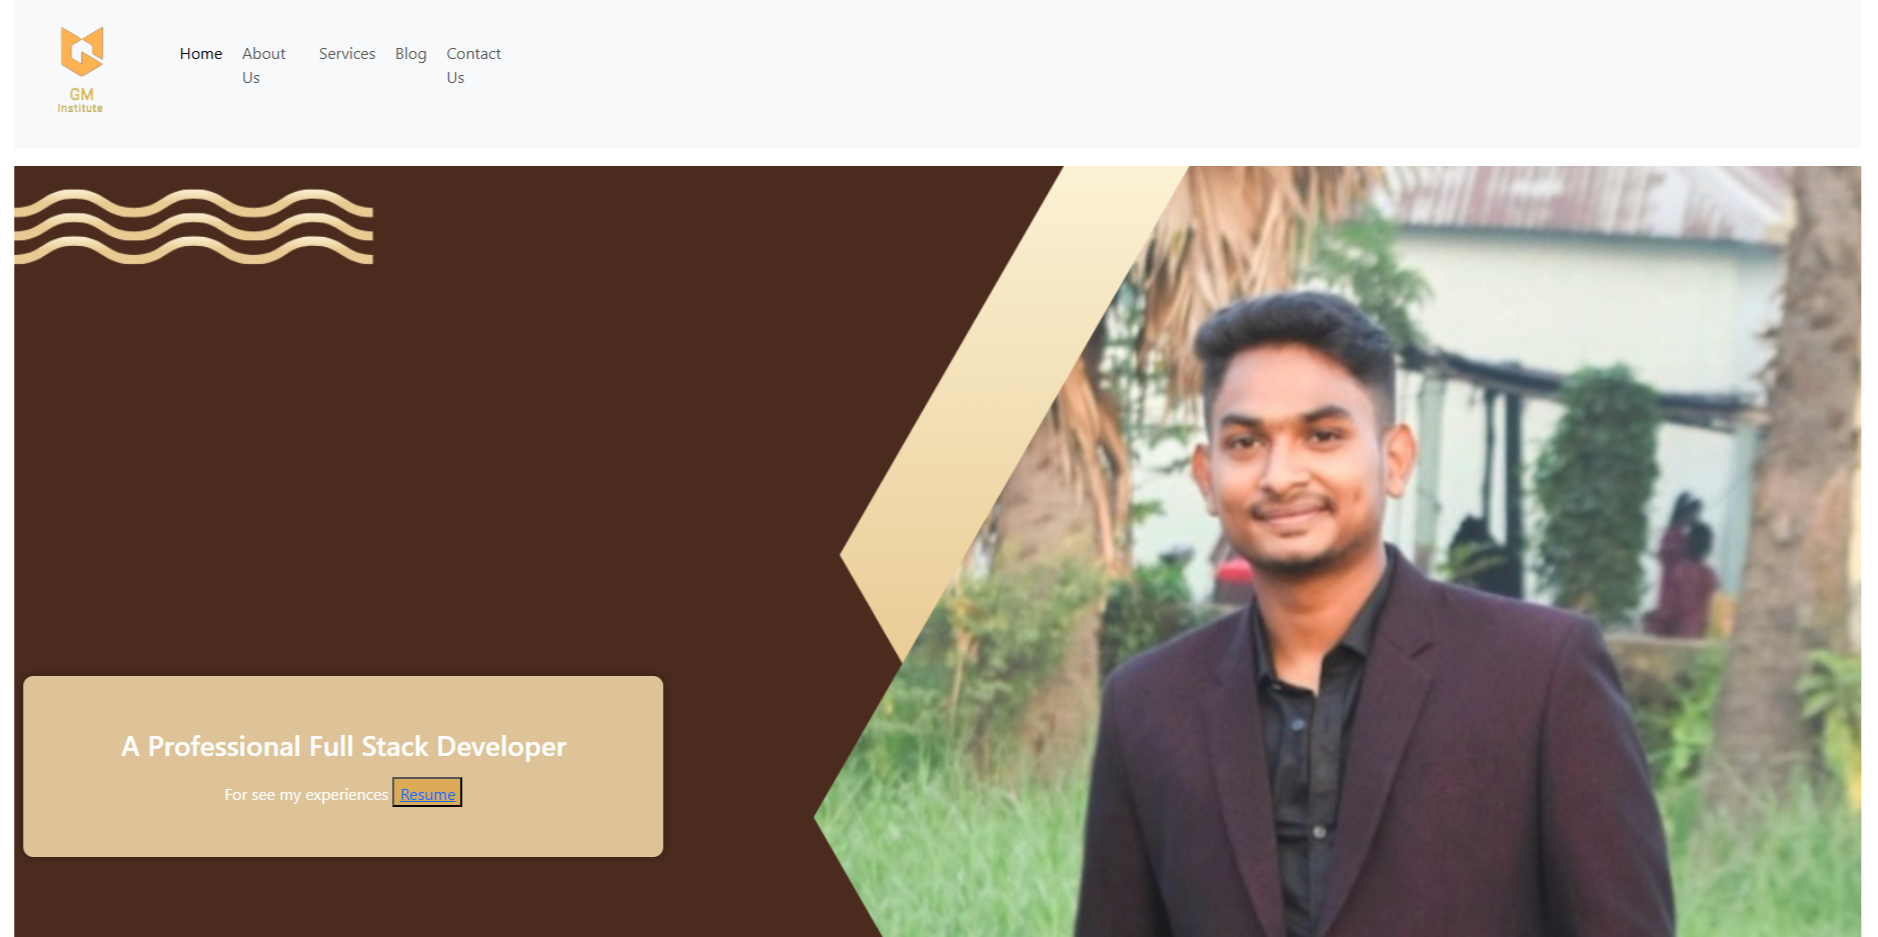 GM
Institute
Home
About
Us
Services
Blog
Contact
Us
A Professional Full Stack Developer
For see my experiences Resume